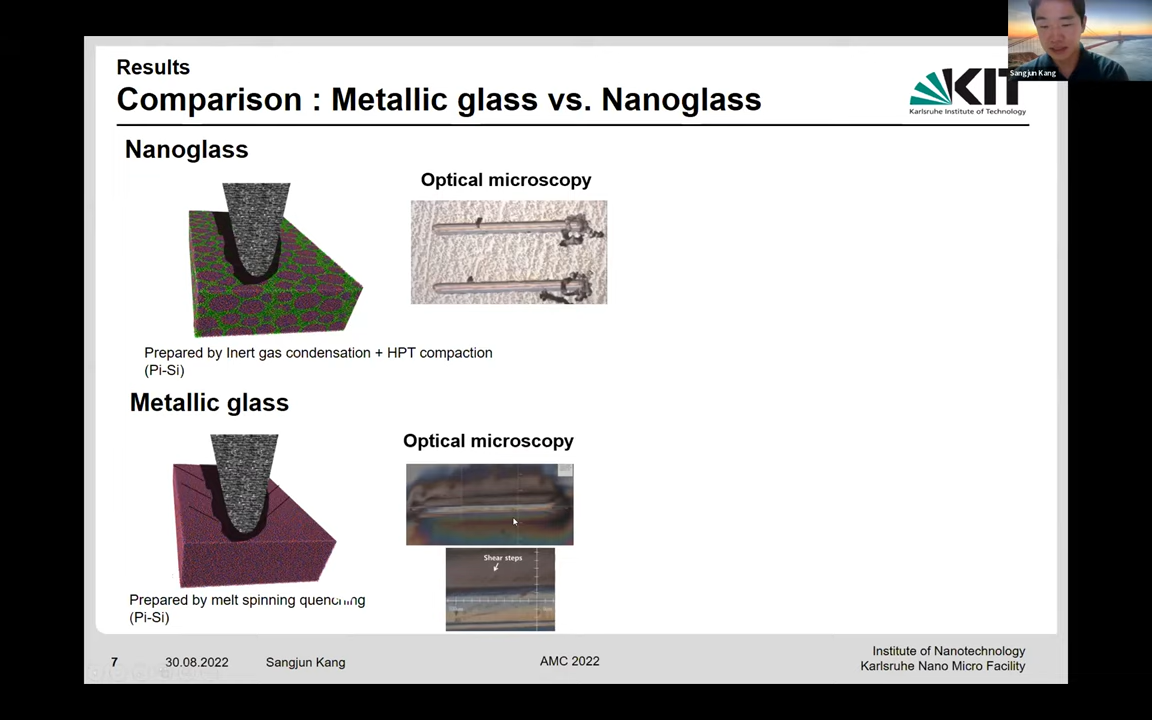 Results
Comparison : Metallic glass vs. Nanoglass
KIT
Karlsruhe Institute of Technology
Sangjun Kang
Nanoglass
Optical microscopy
Prepared by Inert gas condensation + HPT compaction
(Pi-Si)
Metallic glass
Optical microscopy
Shear steps
Prepared by melt spinning quenching
(Pi-Si)
7
30.08.2022
Sangjun Kang
AMC 2022
Institute of Nanotechnology
Karlsruhe Nano Micro Facility